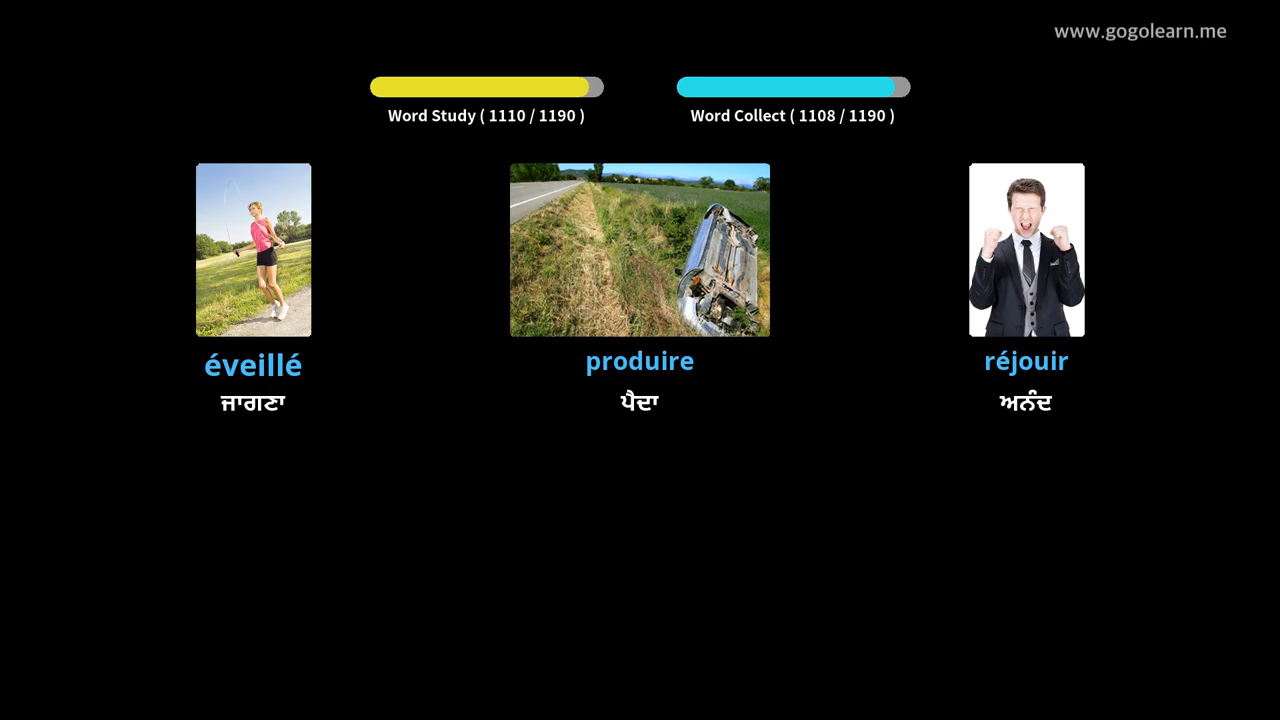 www.gogolearn.me
Word Study ( 1110 / 1190 )
Word Collect ( 1108 / 1190 )
éveillé
produire
réjouir
ਜਾਗਣਾ
ਪੈਦਾ
ਅਨੰਦ